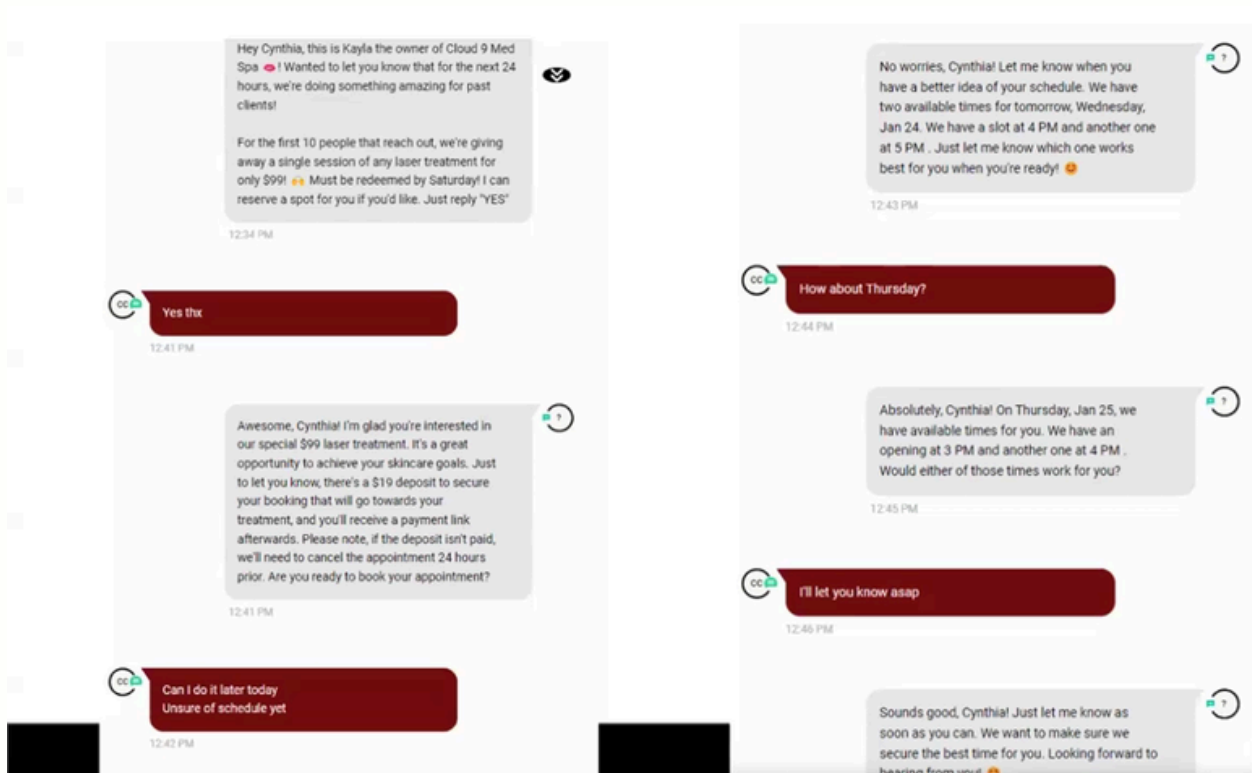 Hey Cynthia, this is Kayla the owner of Cloud 9 Med
Spa 🫦! Wanted to let you know that for the next 24
hours, we're doing something amazing for past
clients!
For the first 10 people that reach out, we're giving
away a single session of any laser treatment for
only $99! 🙌 Must be redeemed by Saturday! I can
reserve a spot for you if you'd like. Just reply "YES"
12:34 PM
CC
Yes thx
12:41 PM
?
Awesome, Cynthia! I'm glad you're interested in
our special $99 laser treatment. It's a great
opportunity to achieve your skincare goals. Just
to let you know, there's a $19 deposit to secure
your booking that will go towards your
treatment, and you'll receive a payment link
afterwards. Please note, if the deposit isn't paid,
we'll need to cancel the appointment 24 hours
prior. Are you ready to book your appointment?
12:41 PM
CC
Can I do it later today
Unsure of schedule yet
12:42 PM
?
No worries, Cynthia! Let me know when you
have a better idea of your schedule. We have
two available times for tomorrow, Wednesday,
Jan 24. We have a slot at 4 PM and another one
at 5 PM . Just let me know which one works
best for you when you're ready! 😊
12:43 PM
CC
How about Thursday?
12:44 PM
?
Absolutely, Cynthia! On Thursday, Jan 25, we
have available times for you. We have an
opening at 3 PM and another one at 4 PM .
Would either of those times work for you?
12:45 PM
CC
I'll let you know asap
12:46 PM
?
Sounds good, Cynthia! Just let me know as
soon as you can. We want to make sure we
secure the best time for you. Looking forward to
hearing from you! 😊